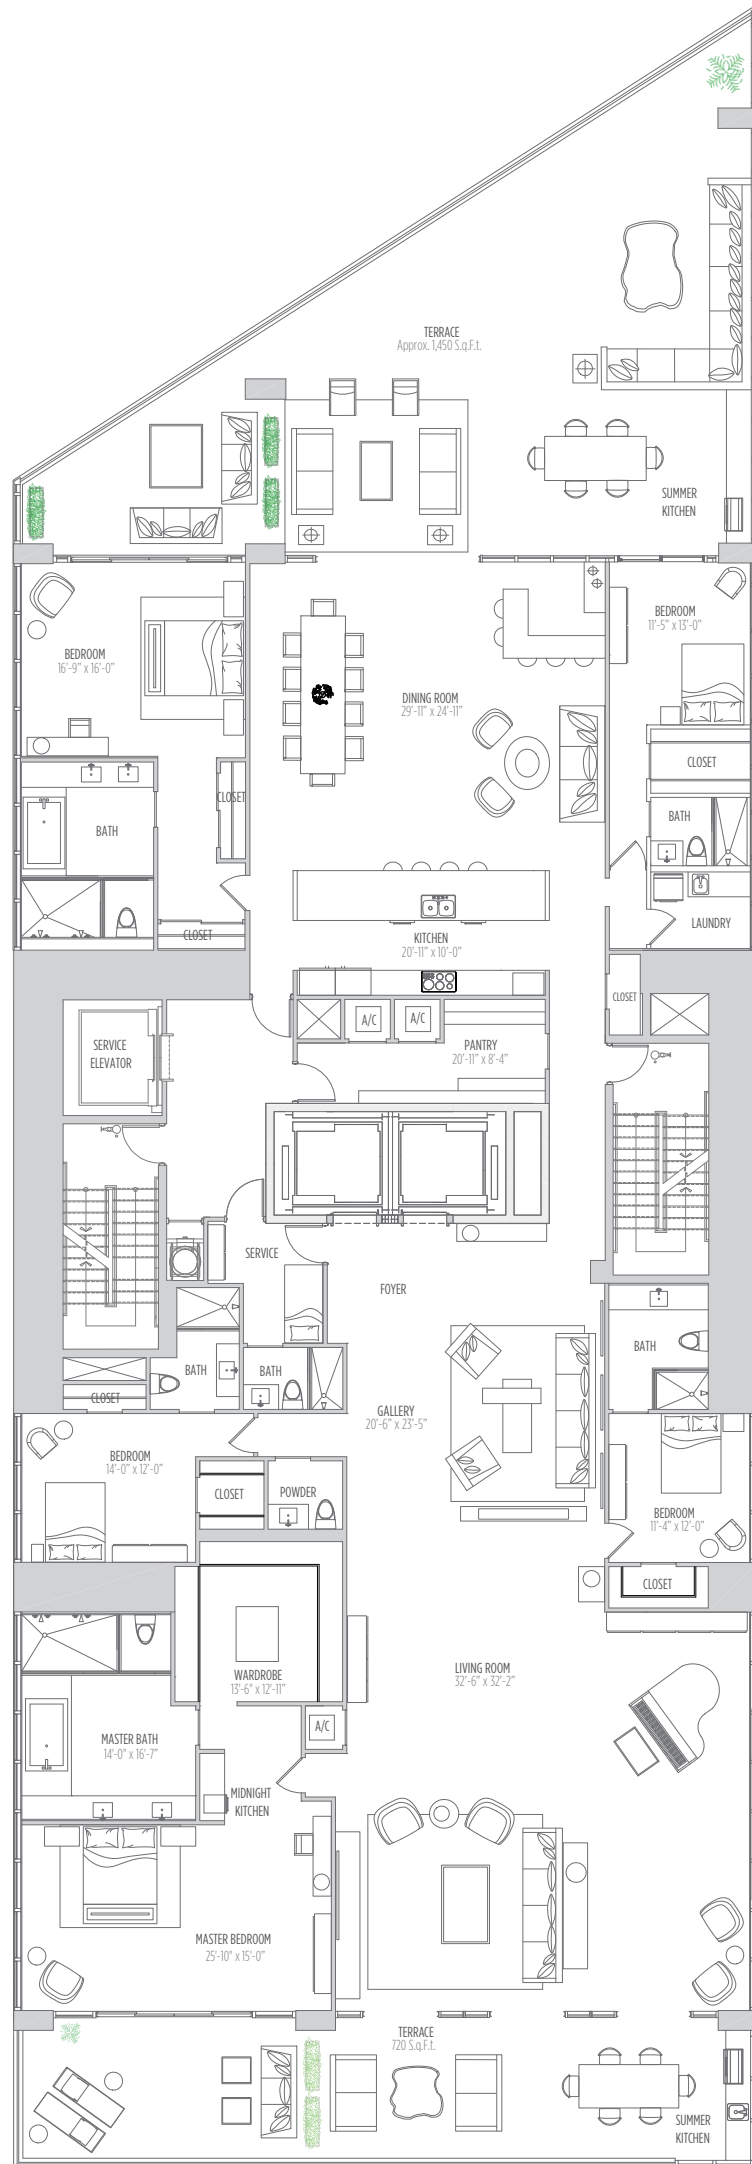 TERRACE
Approx. 1,450 S.q.F.t.
SUMMER
KITCHEN
BEDROOM
16'-9" x 16'-0"
BEDROOM
11'-5" x 13'-0"
DINING ROOM
29'-11" x 24'-11"
CLOSET
CLOSET
BATH
BATH
KITCHEN
20'-11" x 10'-0"
LAUNDRY
CLOSET
CLOSET
A/C
A/C
SERVICE
ELEVATOR
PANTRY
20'-11" x 8'-4"
SERVICE
FOYER
BATH
BATH
BATH
CLOSET
GALLERY
20'-6" x 23'-5"
BEDROOM
14'-0" x 12'-0"
CLOSET
POWDER
BEDROOM
11'-4" x 12'-0"
CLOSET
WARDROBE
13'-6" x 12'-11"
LIVING ROOM
32'-6" x 32'-2"
A/C
MASTER BATH
14'-0" x 16'-7"
MIDNIGHT
KITCHEN
MASTER BEDROOM
25'-10" x 15'-0"
TERRACE
720 S.q.F.t.
SUMMER
KITCHEN